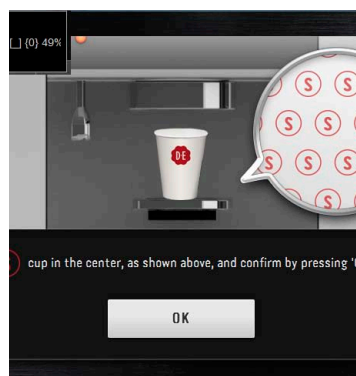 [_] {0} 49%
DE
S S
S S S
S S S
S S
cup in the center, as shown above, and confirm by pressing '
OK